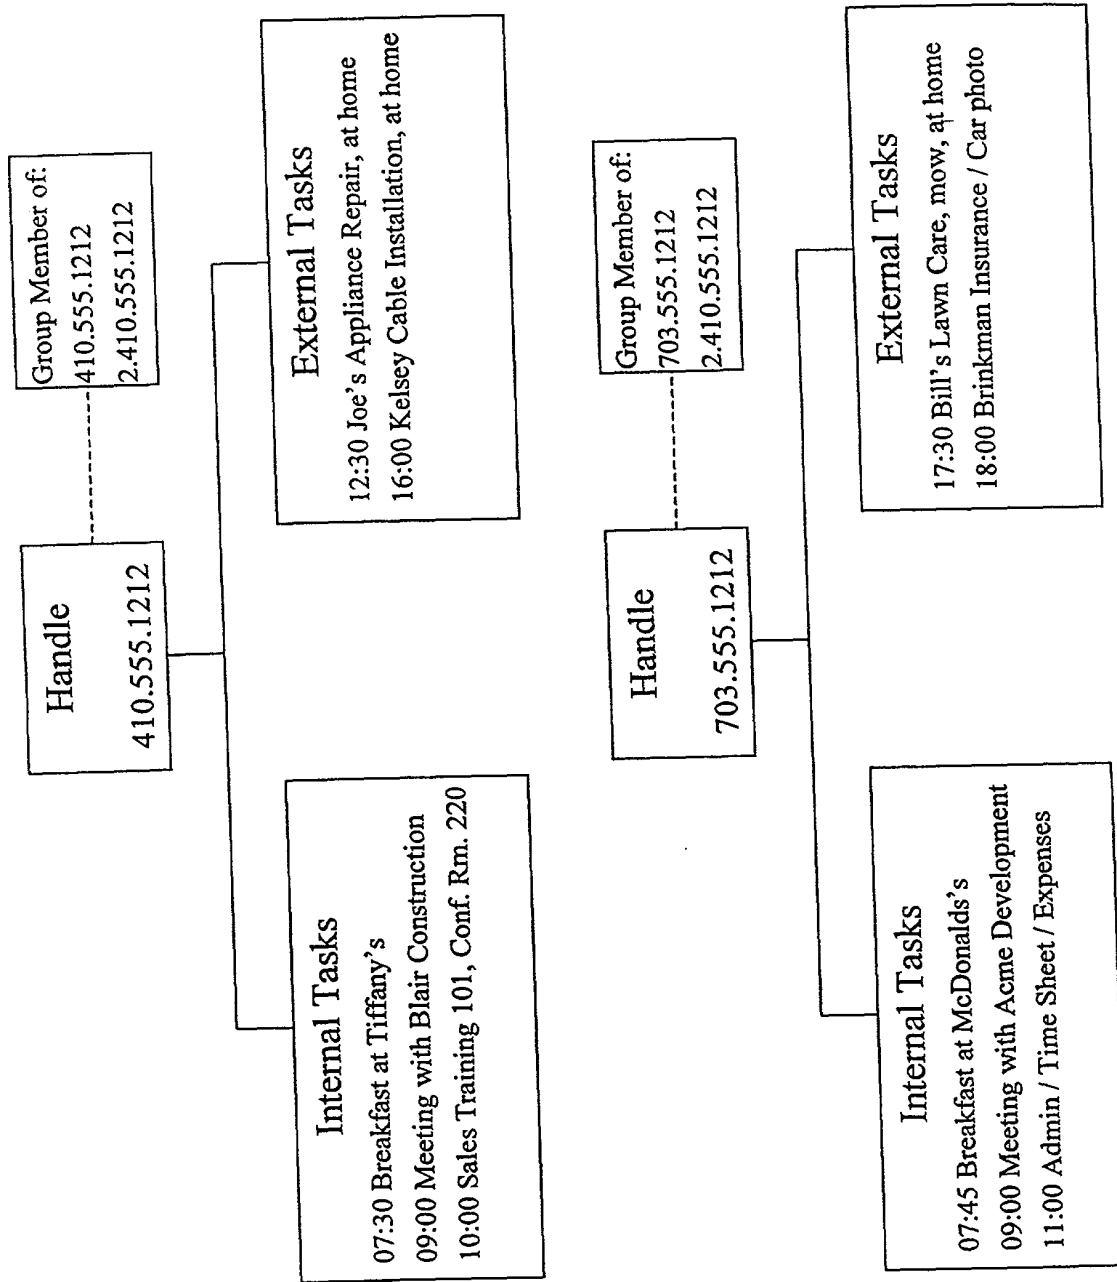 Handle
410.555.1212
Group Member of:
410.555.1212
2.410.555.1212
Internal Tasks
07:30 Breakfast at Tiffany's
09:00 Meeting with Blair Construction
10:00 Sales Training 101, Conf. Rm. 220
External Tasks
12:30 Joe's Appliance Repair, at home
16:00 Kelsey Cable Installation, at home
Handle
703.555.1212
Group Member of:
703.555.1212
2.410.555.1212
Internal Tasks
07:45 Breakfast at McDonalds's
09:00 Meeting with Acme Development
11:00 Admin / Time Sheet / Expenses
External Tasks
17:30 Bill's Lawn Care, mow, at home
18:00 Brinkman Insurance / Car photo